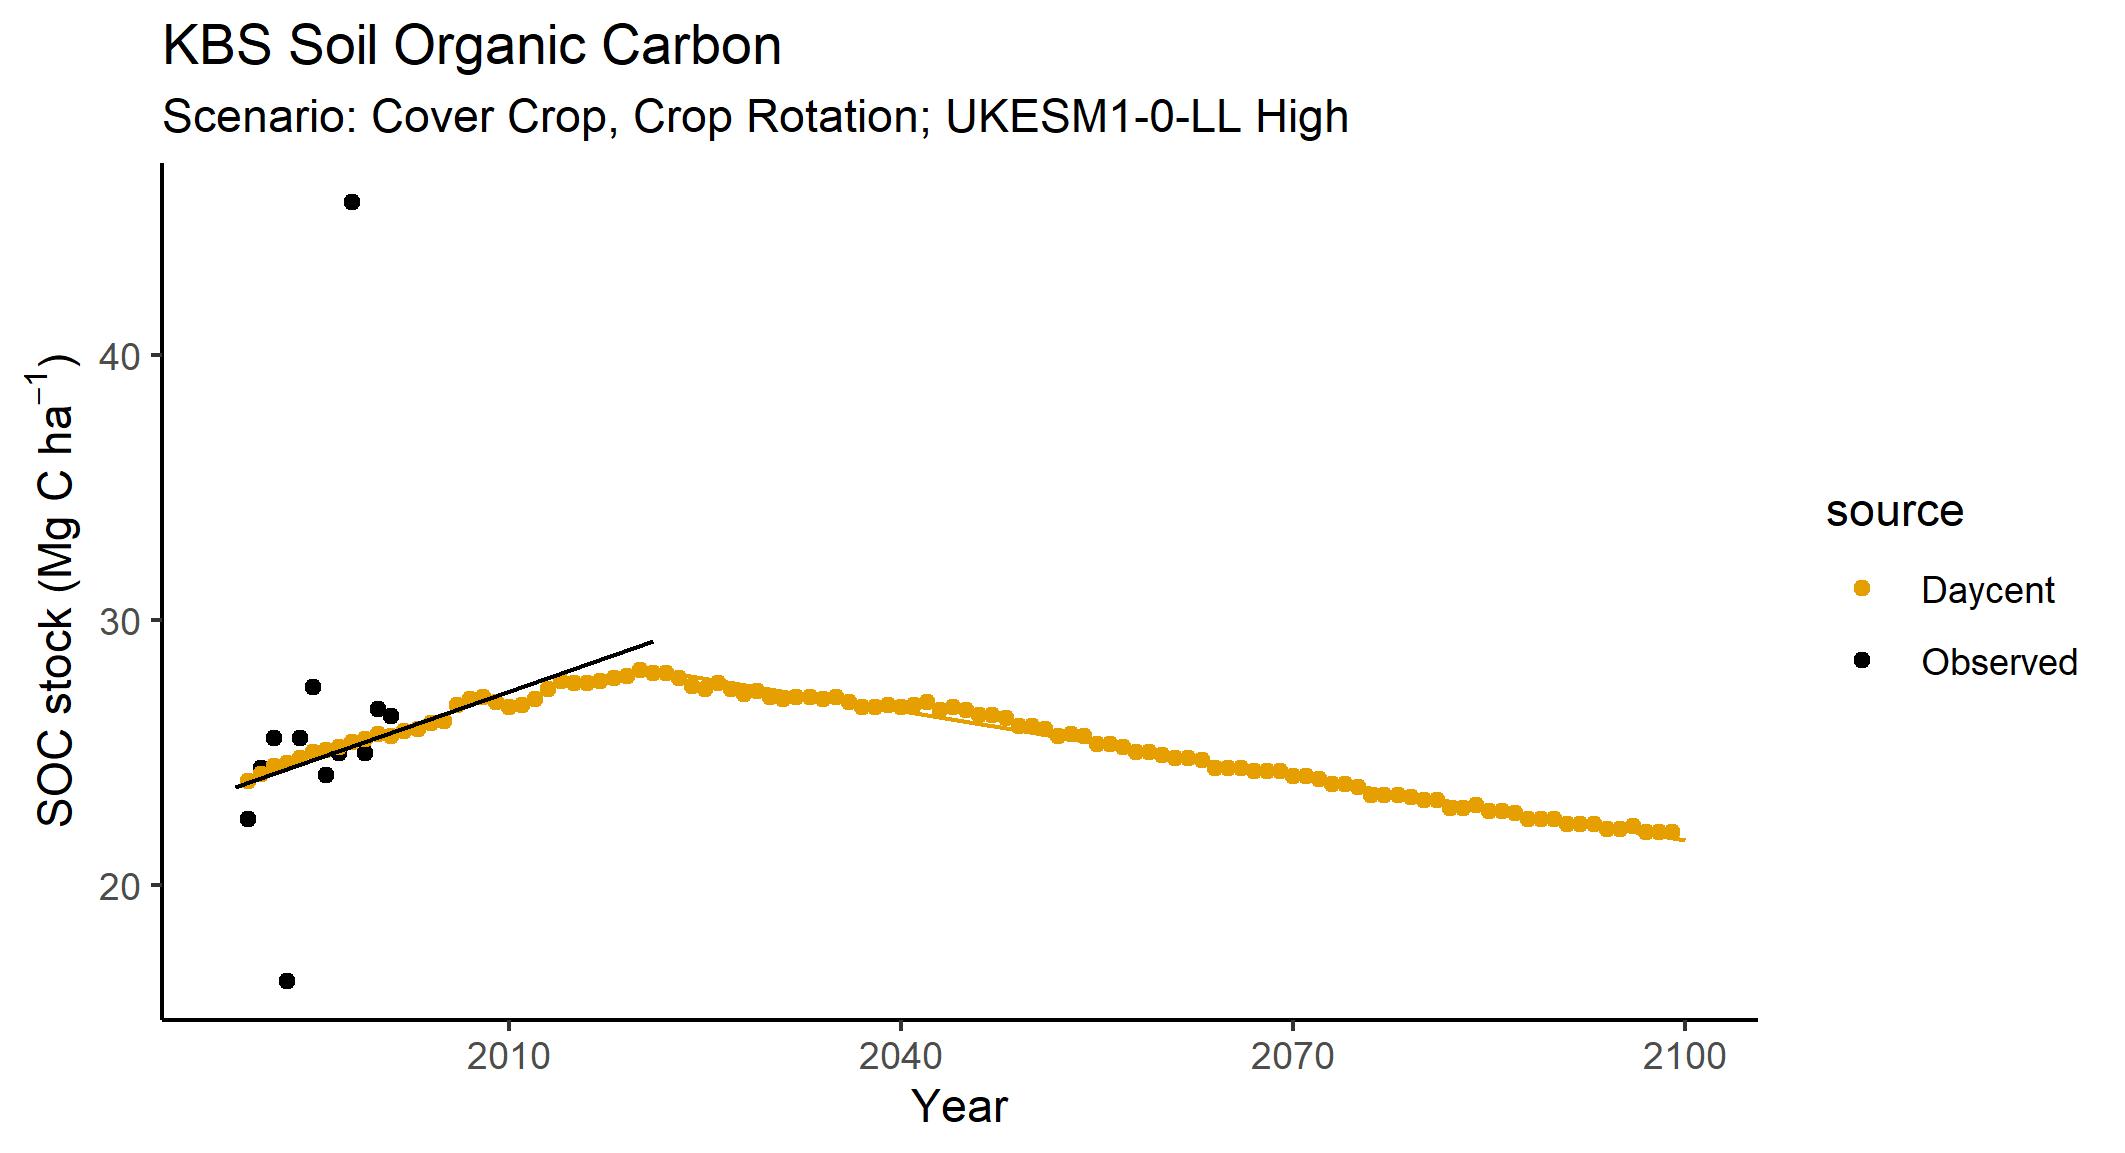 KBS Soil Organic Carbon
Scenario: Cover Crop, Crop Rotation; UKESM1-0-LL High
SOC stock (Mg C ha⁻¹)
40
30
20
2010
2040
2070
2100
Year
source
Daycent
Observed